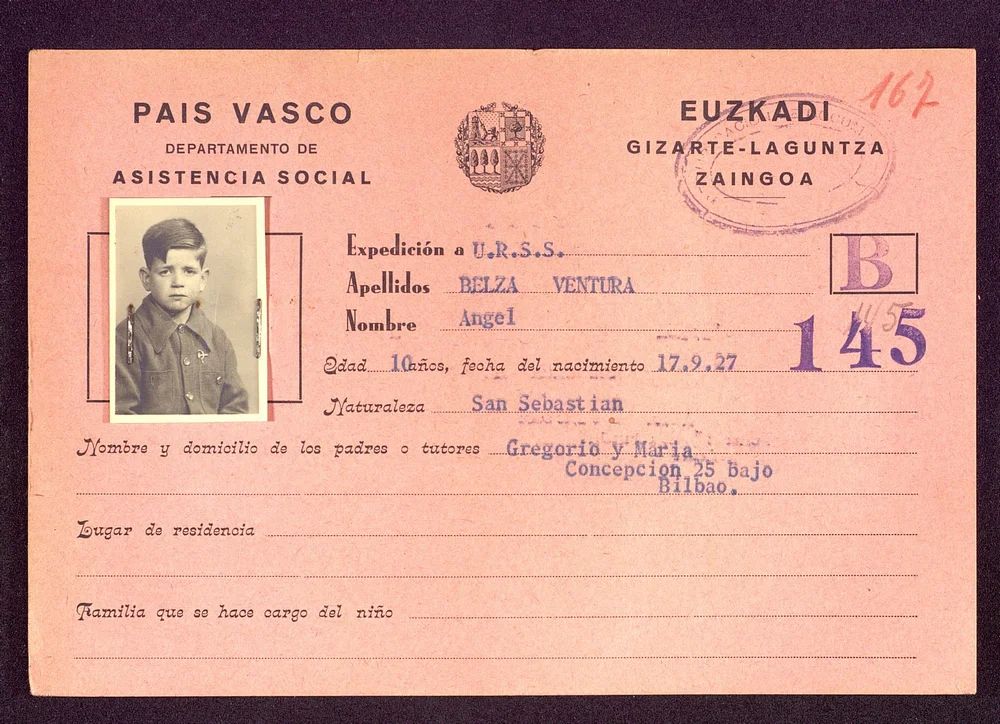 PAIS VASCO
DEPARTAMENTO DE
ASISTENCIA SOCIAL
EUZKADI
GIZARTE-LAGUNTZA
ZAINGOA
167
Expedición a U.R.S.S.
Apellidos BELZA VENTURA
Nombre Angel
B
145
145
Edad 10 años, fecha del nacimiento 17.9.27
Naturaleza San Sebastian
Nombre y domicilio de los padres o tutores Gregorio y Maria
Concepcion 25 bajo
Bilbao.
Lugar de residencia
Familia que se hace cargo del niño